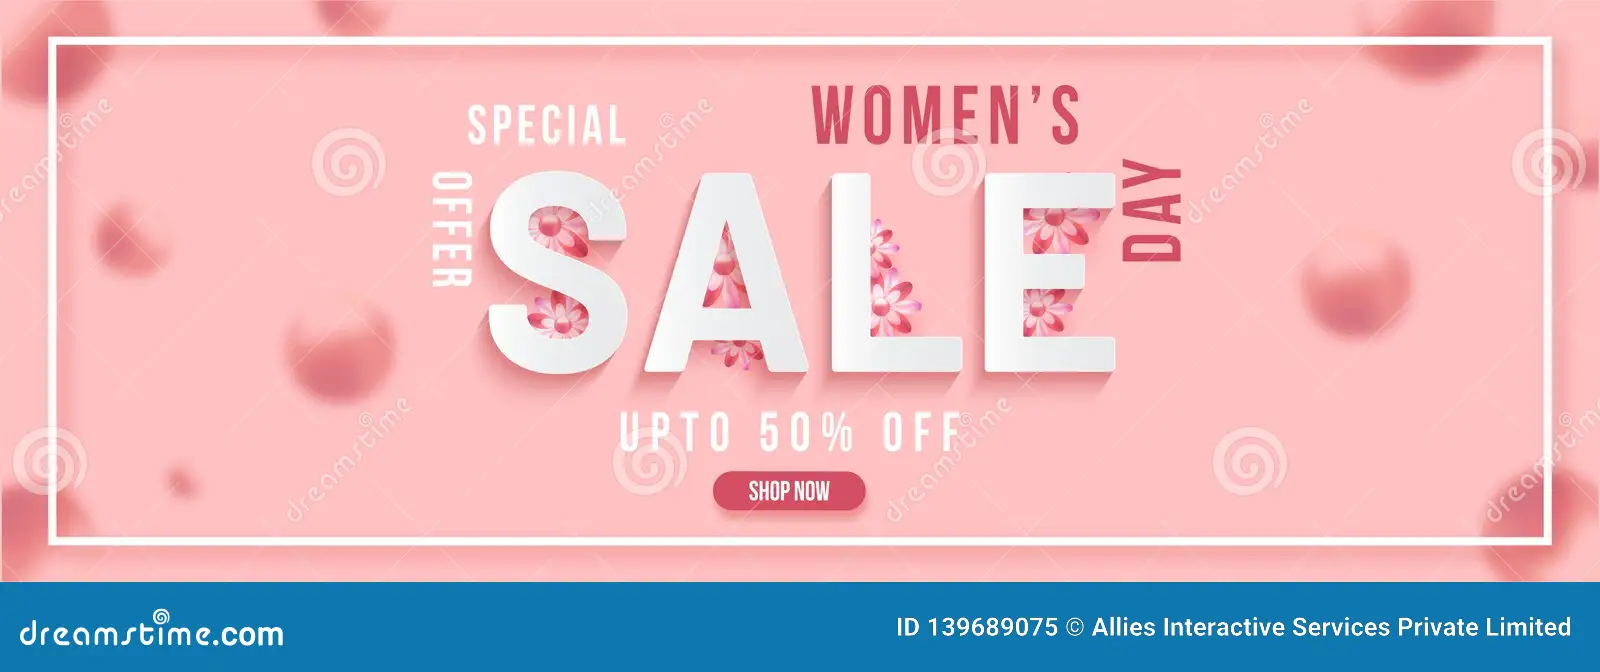 SPECIAL
OFFER
WOMEN'S
DAY
SALE
UPTO 50% OFF
SHOP NOW
dreamstime
dreamstime.com
ID 139689075 © Allies Interactive Services Private Limited